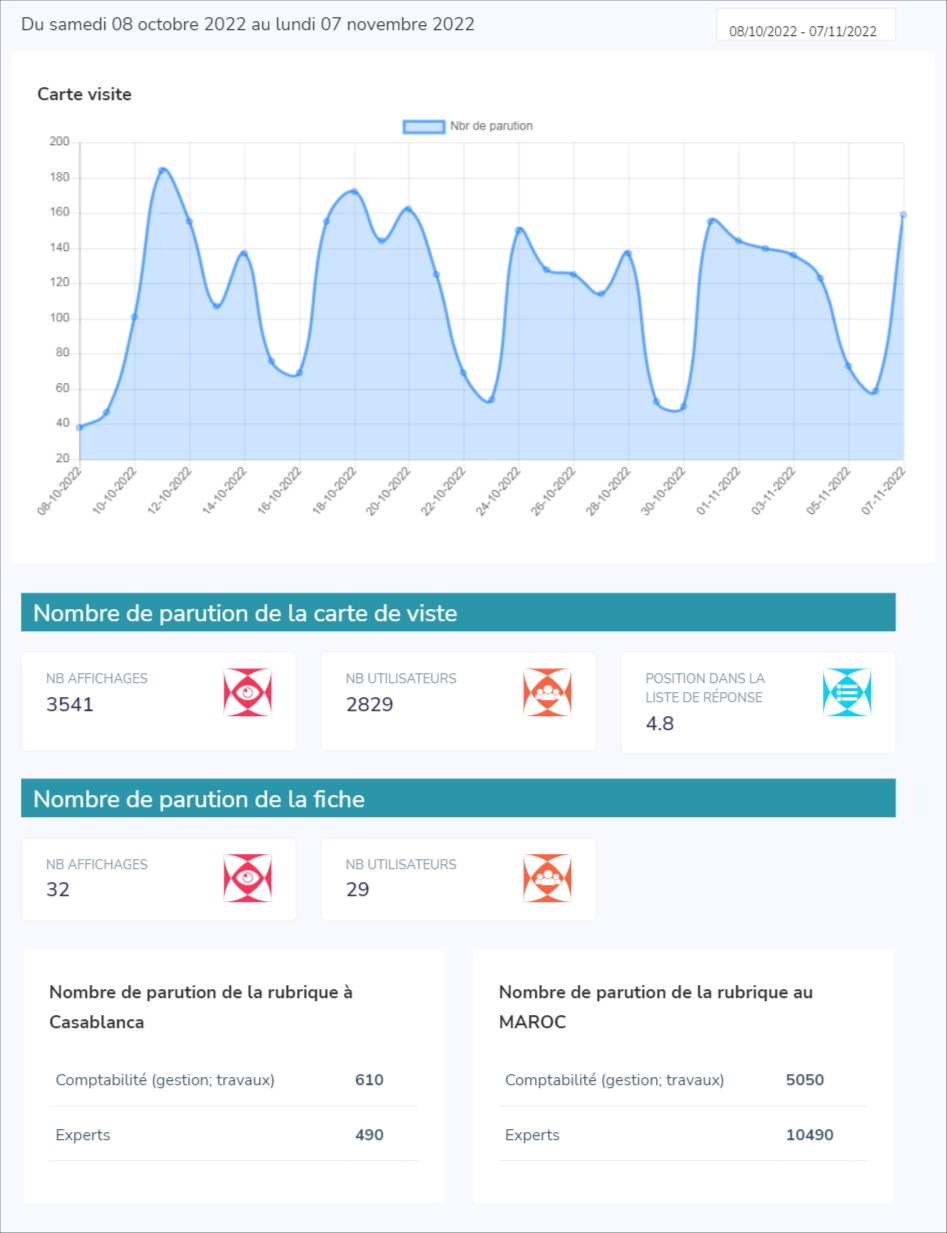 Du samedi 08 octobre 2022 au lundi 07 novembre 2022
08/10/2022 - 07/11/2022
Carte visite
Nbr de parution
200
180
160
140
120
100
80
60
40
20
08-10-2022
10-10-2022
12-10-2022
14-10-2022
16-10-2022
18-10-2022
20-10-2022
22-10-2022
24-10-2022
26-10-2022
28-10-2022
30-10-2022
01-11-2022
03-11-2022
05-11-2022
07-11-2022
Nombre de parution de la carte de viste
NB AFFICHAGES
3541
NB UTILISATEURS
2829
POSITION DANS LA
LISTE DE RÉPONSE
4.8
Nombre de parution de la fiche
NB AFFICHAGES
32
NB UTILISATEURS
29
Nombre de parution de la rubrique à
Casablanca
Comptabilité (gestion; travaux) 610
Experts 490
Nombre de parution de la rubrique au
MAROC
Comptabilité (gestion; travaux) 5050
Experts 10490